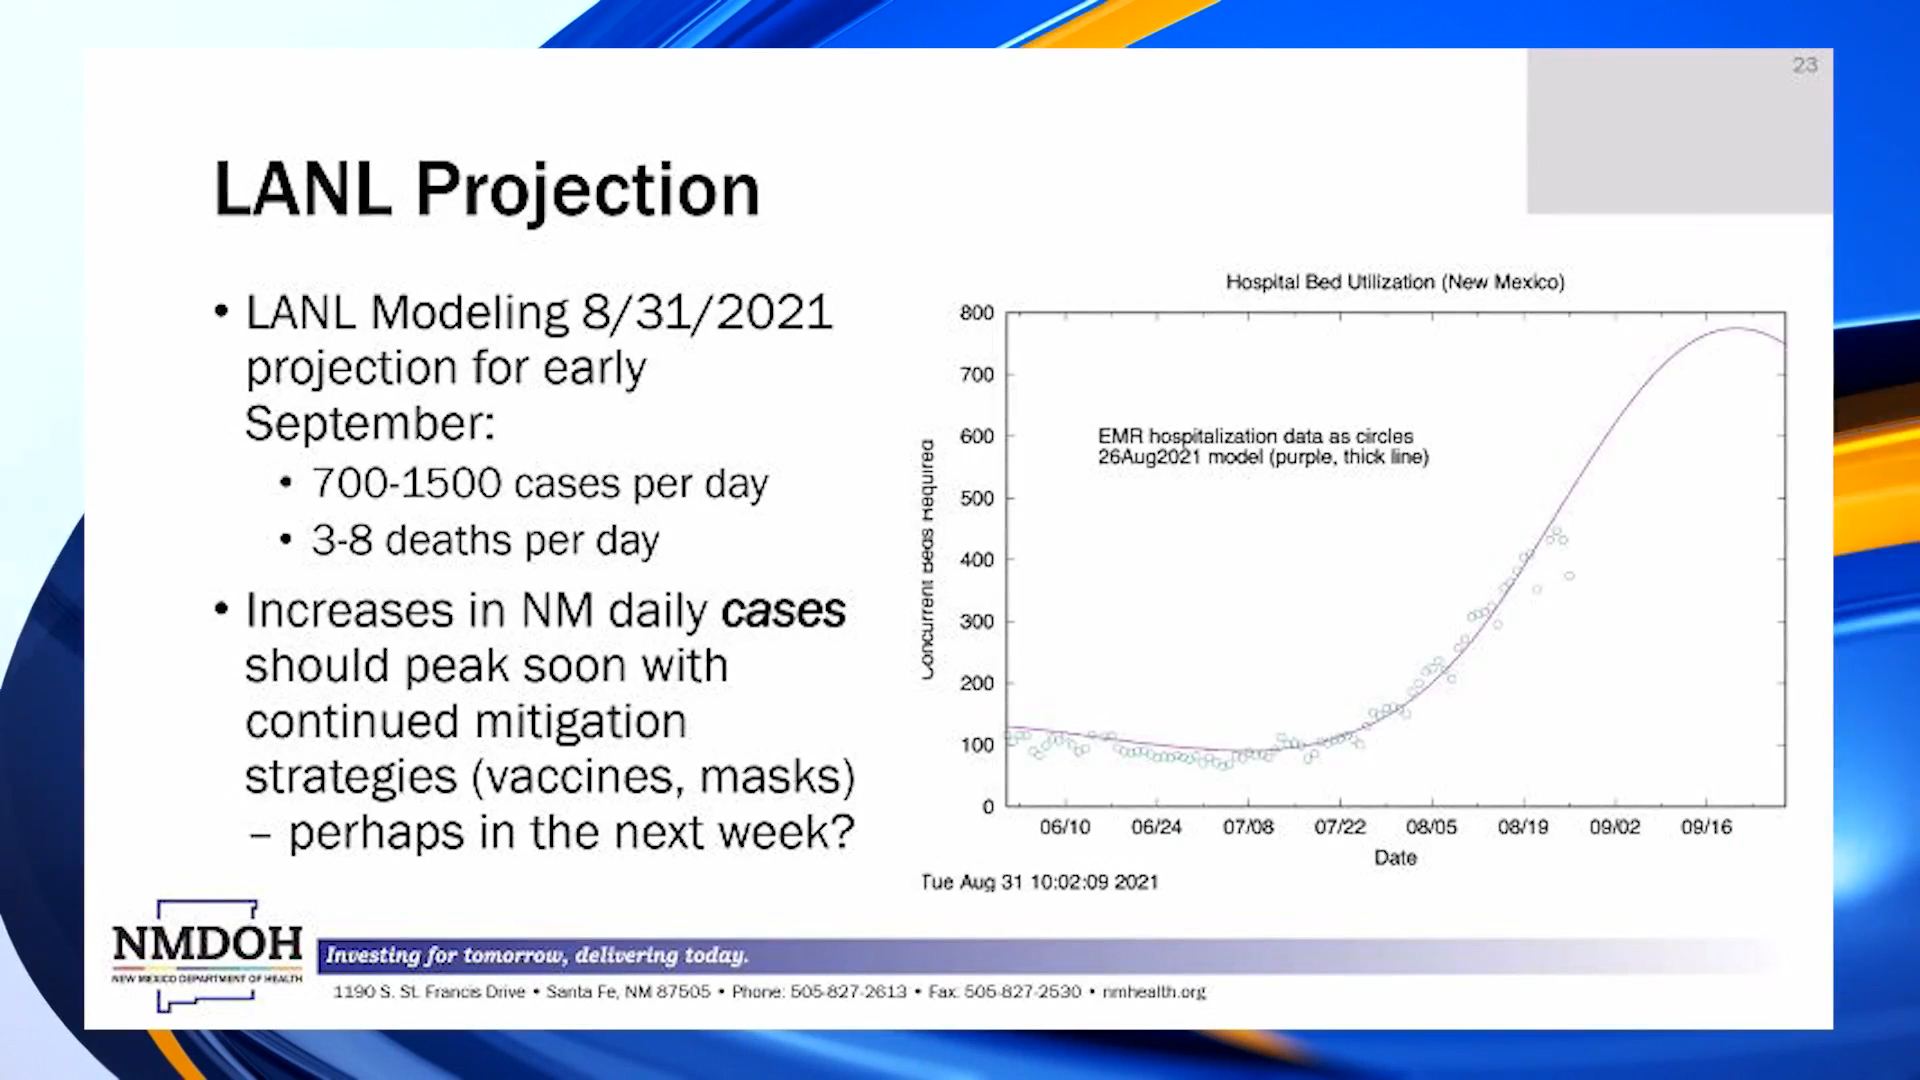 23
LANL Projection
• LANL Modeling 8/31/2021
projection for early
September:
• 700-1500 cases per day
• 3-8 deaths per day
• Increases in NM daily cases
should peak soon with
continued mitigation
strategies (vaccines, masks)
– perhaps in the next week?
Hospital Bed Utilization (New Mexico)
Concurrent Beds Required
800
700
600
500
400
300
200
100
0
EMR hospitalization data as circles
26Aug2021 model (purple, thick line)
06/10 06/24 07/08 07/22 08/05 08/19 09/02 09/16
Date
Tue Aug 31 10:02:09 2021
NMDOH
NEW MEXICO DEPARTMENT OF HEALTH
Investing for tomorrow, delivering today.
1190 S. St. Francis Drive • Santa Fe, NM 87505 • Phone: 505-827-2613 • Fax: 505-827-2530 • nmhealth.org